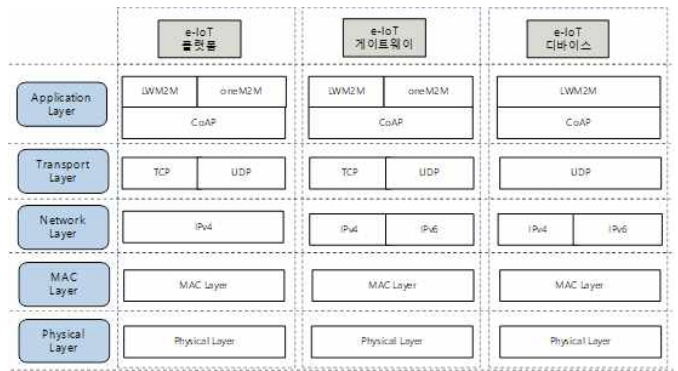 e-IoT
플랫폼
e-IoT
게이트웨이
e-IoT
디바이스
Application
Layer
LWM2M
oneM2M
LWM2M
oneM2M
LWM2M
CoAP
CoAP
CoAP
Transport
Layer
TCP
UDP
TCP
UDP
UDP
Network
Layer
IPv4
IPv4
IPv6
IPv4
IPv6
MAC
Layer
MAC Layer
MAC Layer
MAC Layer
Physical
Layer
Physical Layer
Physical Layer
Physical Layer